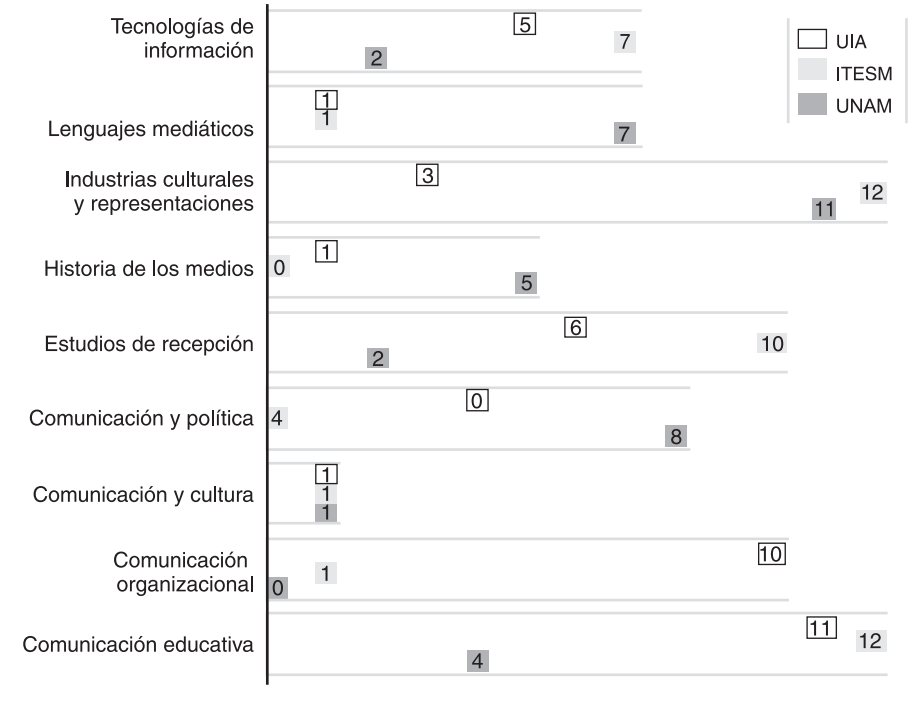 Tecnologías de
información
5
7
2
UIA
ITESM
UNAM
Lenguajes mediáticos
1
1
7
Industrias culturales
y representaciones
3
12
11
Historia de los medios
1
0
5
Estudios de recepción
6
10
2
Comunicación y política
0
4
8
Comunicación y cultura
1
1
1
Comunicación
organizacional
10
1
0
Comunicación educativa
11
12
4